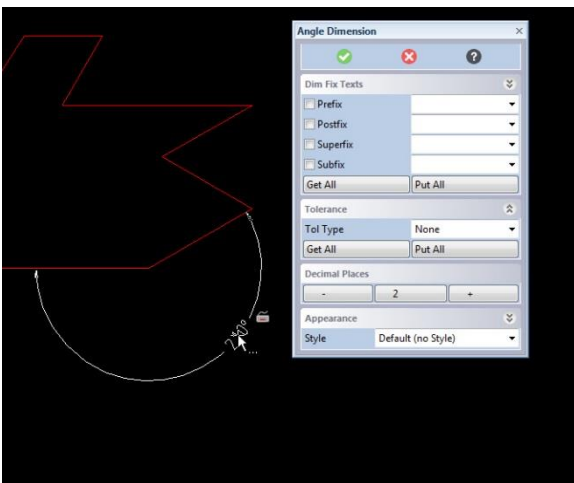 Angle Dimension
Dim Fix Texts
Prefix
Postfix
Superfix
Subfix
Get All Put All
Tolerance
Tol Type None
Get All Put All
Decimal Places
- 2 +
Appearance
Style Default (no Style)